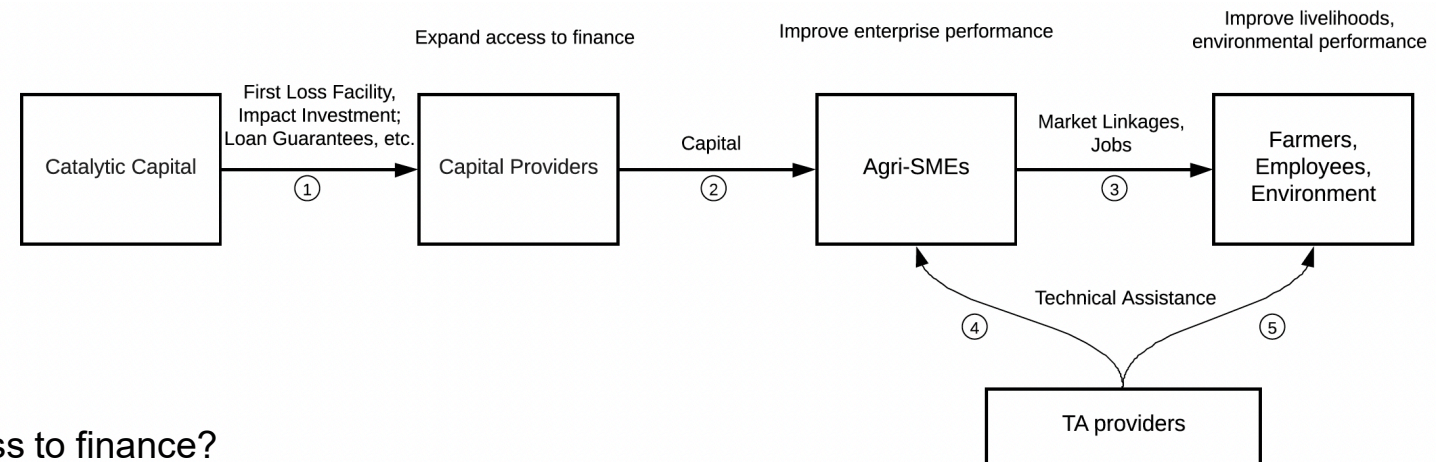 Expand access to finance
Improve enterprise performance
Improve livelihoods,
environmental performance
First Loss Facility,
Impact Investment;
Loan Guarantees, etc.
Catalytic Capital
1
Capital Providers
Capital
2
Agri-SMEs
Market Linkages,
Jobs
3
Farmers,
Employees,
Environment
Technical Assistance
4
5
TA providers
to finance?